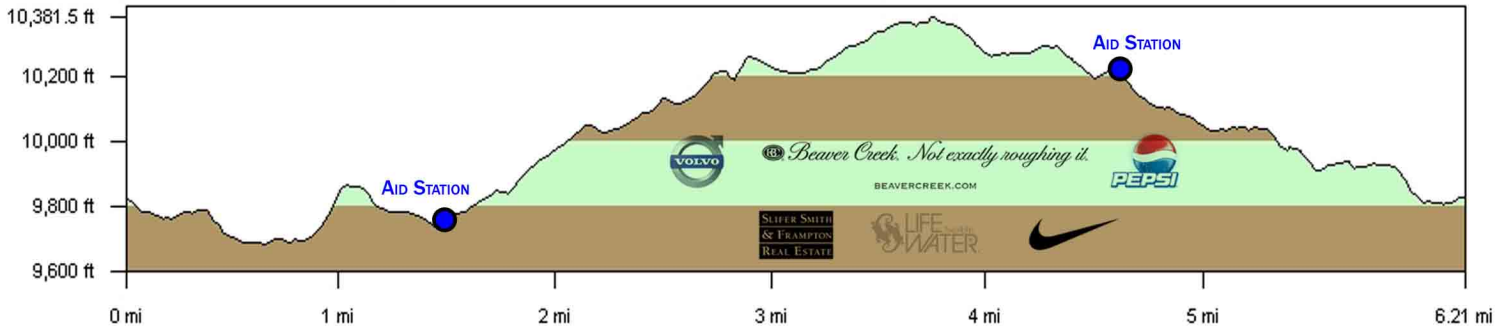 10,381.5 ft
10,200 ft
10,000 ft
9,800 ft
9,600 ft
AID STATION
AID STATION
VOLVO
BC
Beaver Creek. Not exactly roughing it.
BEAVERCREEK.COM
PEPSI
SLIFER SMITH
& FRAMPTON
REAL ESTATE
LIFE
WATER
0 mi
1 mi
2 mi
3 mi
4 mi
5 mi
6.21 mi